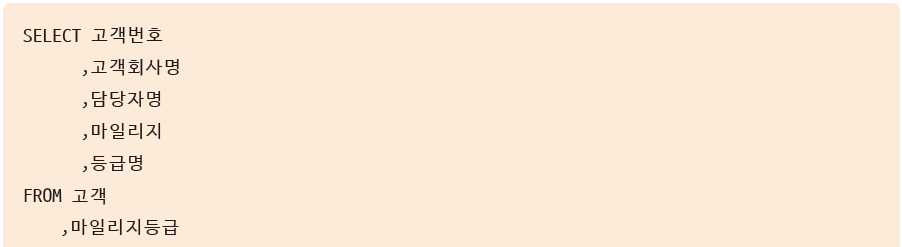 SELECT 고객번호
,고객회사명
,담당자명
,마일리지
,등급명
FROM 고객
,마일리지등급